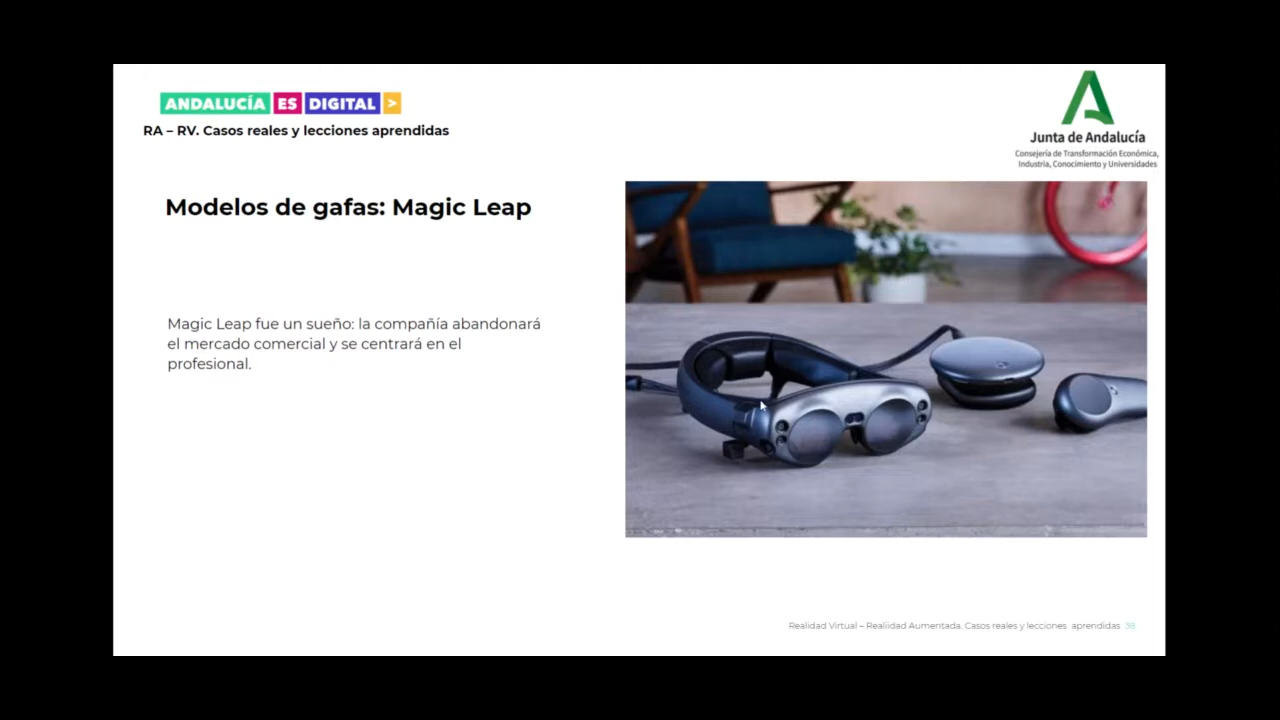 ANDALUCÍA ES DIGITAL >
RA – RV. Casos reales y lecciones aprendidas
Junta de Andalucía
Consejería de Transformación Económica,
Industria, Conocimiento y Universidades
Modelos de gafas: Magic Leap
Magic Leap fue un sueño: la compañía abandonará
el mercado comercial y se centrará en el
profesional.
Realidad Virtual – Realiidad Aumentada. Casos reales y lecciones aprendidas 38